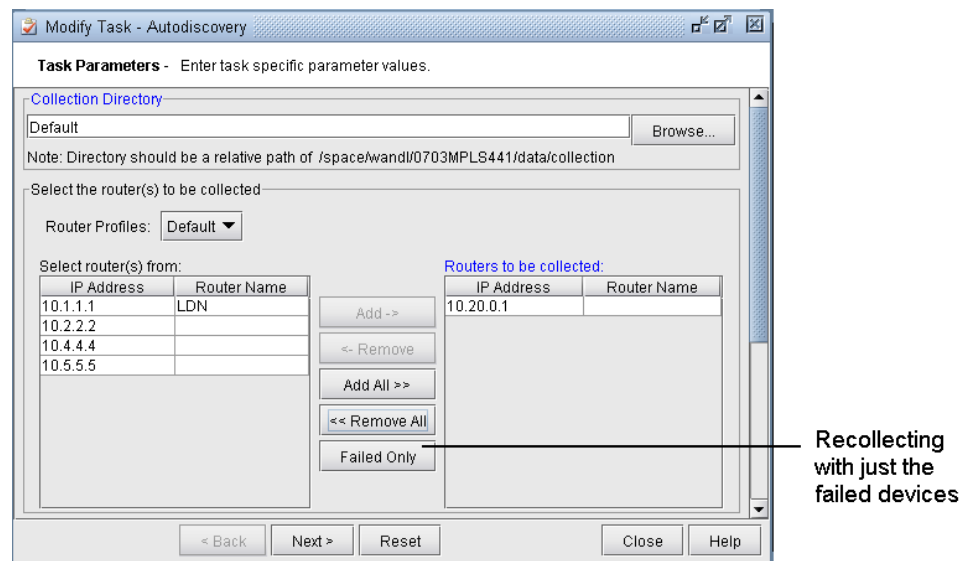 Modify Task - Autodiscovery
Task Parameters - Enter task specific parameter values.
Collection Directory
Default
Browse...
Note: Directory should be a relative path of /space/wandl/0703MPLS441/data/collection
Select the router(s) to be collected
Router Profiles: Default
Select router(s) from:
IP Address Router Name
10.1.1.1 LDN
10.2.2.2
10.4.4.4
10.5.5.5
Add ->
<- Remove
Add All >>
<< Remove All
Failed Only
Routers to be collected:
IP Address Router Name
10.20.0.1
Recollecting
with just the
failed devices
< Back Next > Reset Close Help